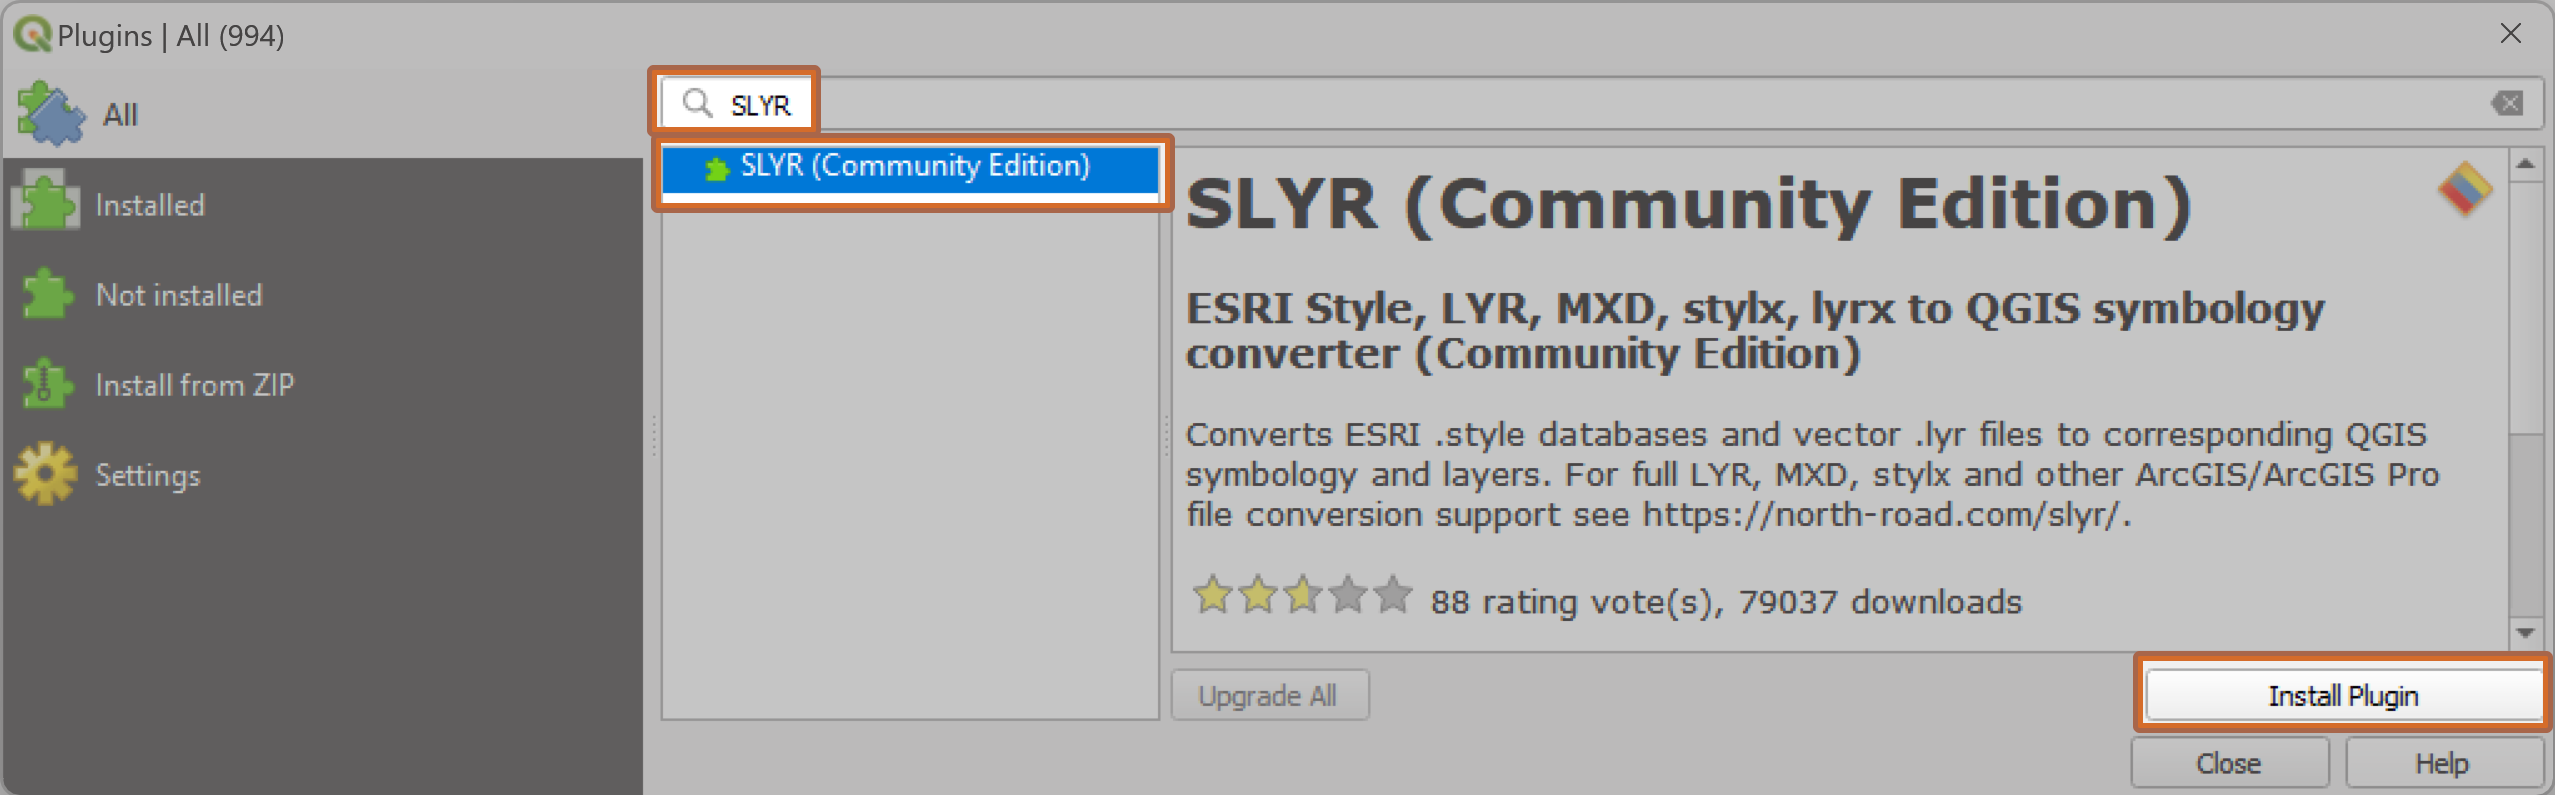 Plugins | All (994)
All
Installed
Not installed
Install from ZIP
Settings
SLYR
SLYR (Community Edition)
SLYR (Community Edition)
ESRI Style, LYR, MXD, stylx, lyrx to QGIS symbology
converter (Community Edition)
Converts ESRI .style databases and vector .lyr files to corresponding QGIS
symbology and layers. For full LYR, MXD, stylx and other ArcGIS/ArcGIS Pro
file conversion support see https://north-road.com/slyr/.
88 rating vote(s), 79037 downloads
Upgrade All
Install Plugin
Close
Help